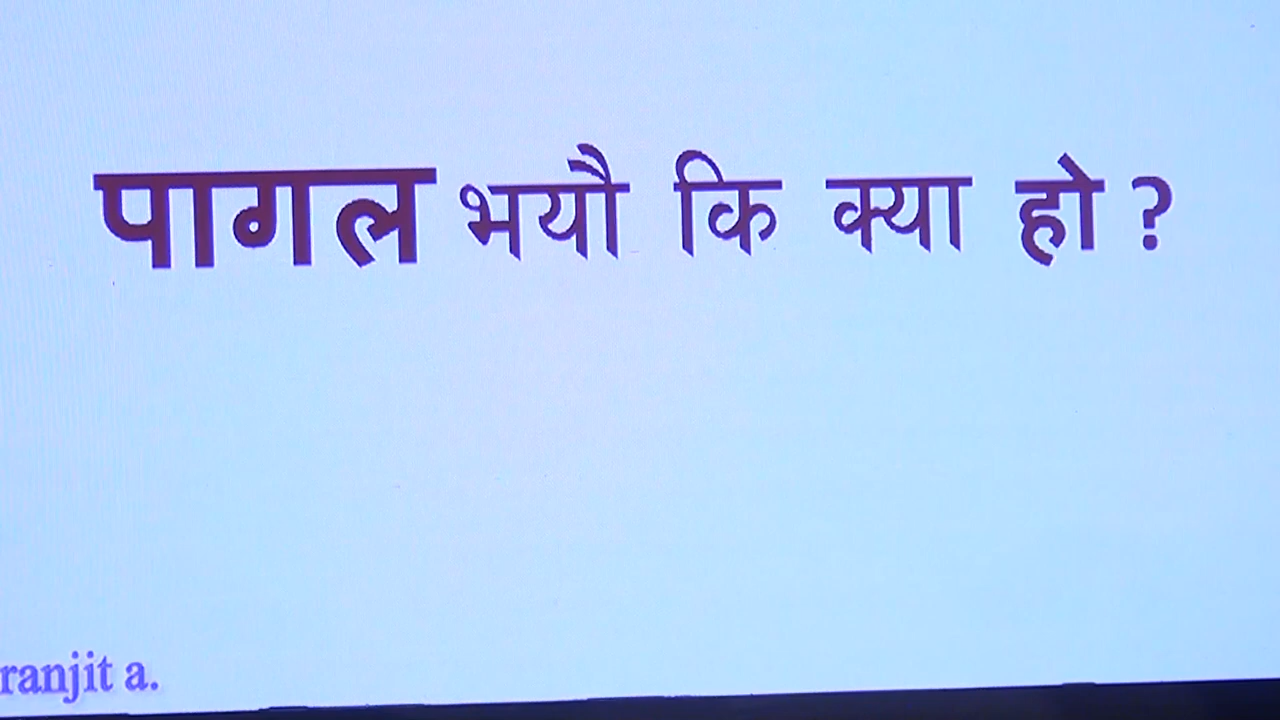 पागल भयौ कि क्या हो ?
ranjit a.